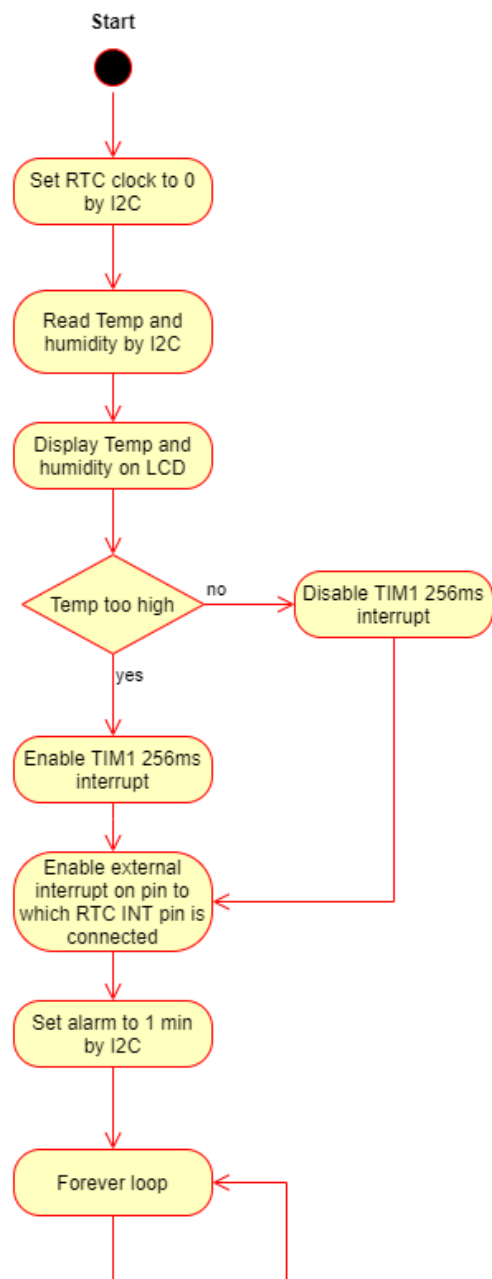 Start
Set RTC clock to 0
by I2C
Read Temp and
humidity by I2C
Display Temp and
humidity on LCD
Temp too high
no
Disable TIM1 256ms
interrupt
yes
Enable TIM1 256ms
interrupt
Enable external
interrupt on pin to
which RTC INT pin is
connected
Set alarm to 1 min
by I2C
Forever loop